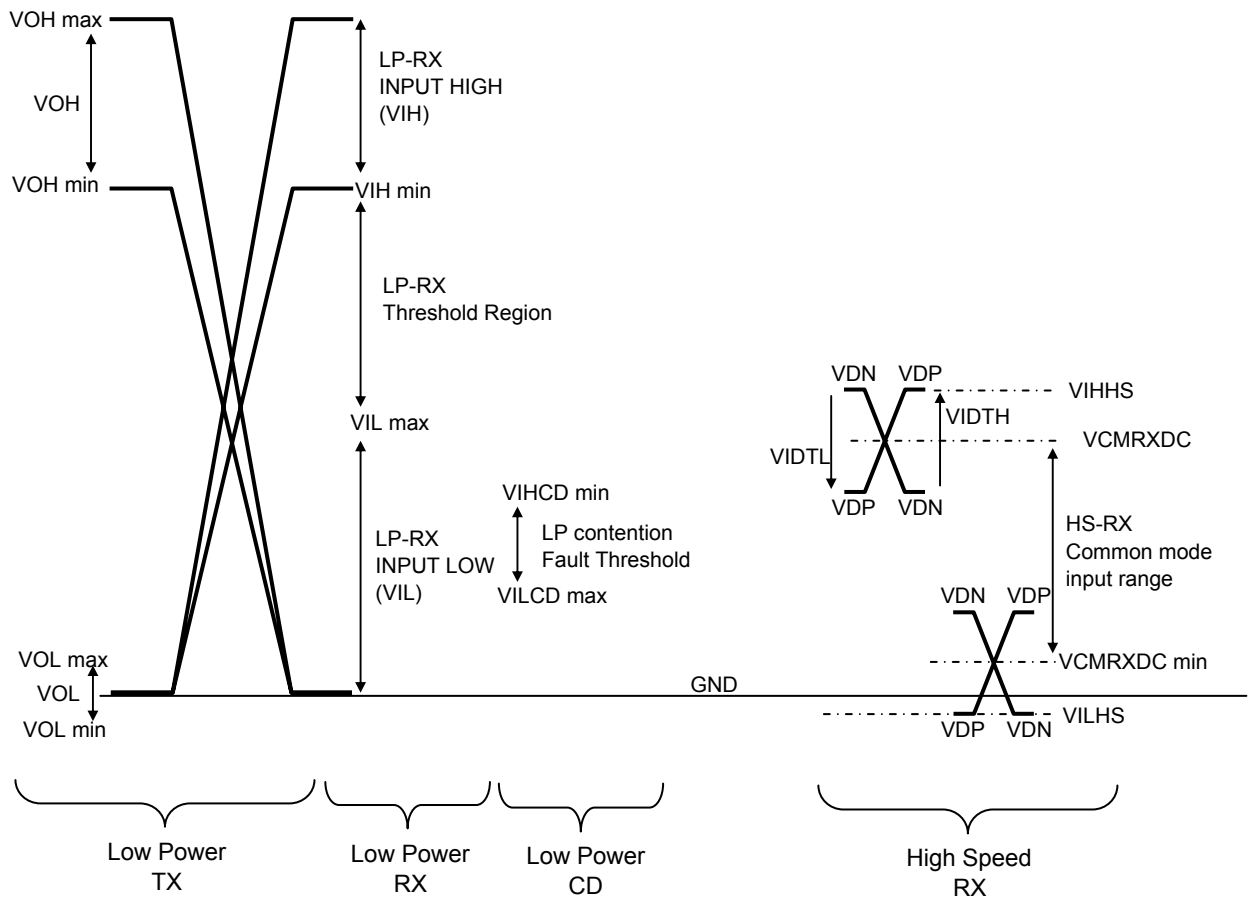 VOH max
VOH
VOH min
LP-RX
INPUT HIGH
(VIH)
VIH min
LP-RX
Threshold Region
VIL max
LP-RX
INPUT LOW
(VIL)
VIHCD min
LP contention
Fault Threshold
VILCD max
VOL max
VOL
VOL min
GND
VDN
VDP
VIHHS
VIDTH
VCMRXDC
VIDTL
VDP
VDN
HS-RX
Common mode
input range
VDN
VDP
VCMRXDC min
VDP
VDN
VILHS
Low Power
TX
Low Power
RX
Low Power
CD
High Speed
RX